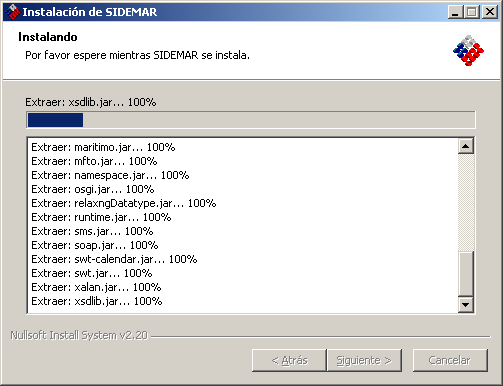 Instalación de SIDEMAR
Instalando
Por favor espere mientras SIDEMAR se instala.
Extraer: xsdlib.jar... 100%
Extraer: maritimo.jar... 100%
Extraer: mfto.jar... 100%
Extraer: namespace.jar... 100%
Extraer: osgi.jar... 100%
Extraer: relaxngDatatype.jar... 100%
Extraer: runtime.jar... 100%
Extraer: sms.jar... 100%
Extraer: soap.jar... 100%
Extraer: swt-calendar.jar... 100%
Extraer: swt.jar... 100%
Extraer: xalan.jar... 100%
Extraer: xsdlib.jar... 100%
Nullsoft Install System v2.20
< Atrás
Siguiente >
Cancelar